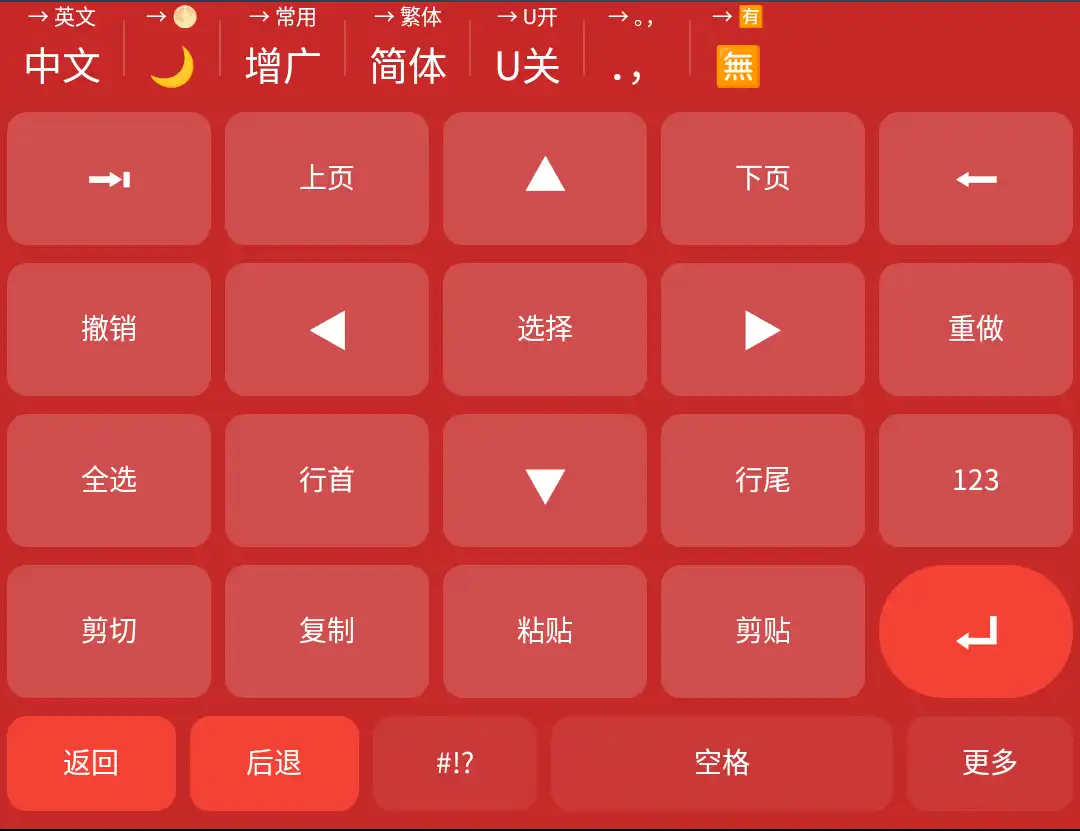 → 英文 → 🌕 → 常用 → 繁体 → U开 → 。, → 🈶
中文 🌙 增广 简体 U关 ., 🈚
上页 ▲ 下页 ←
撤销 ◀ 选择 ▶ 重做
全选 行首 ▼ 行尾 123
剪切 复制 粘贴 剪贴
返回 后退 #!? 空格 更多